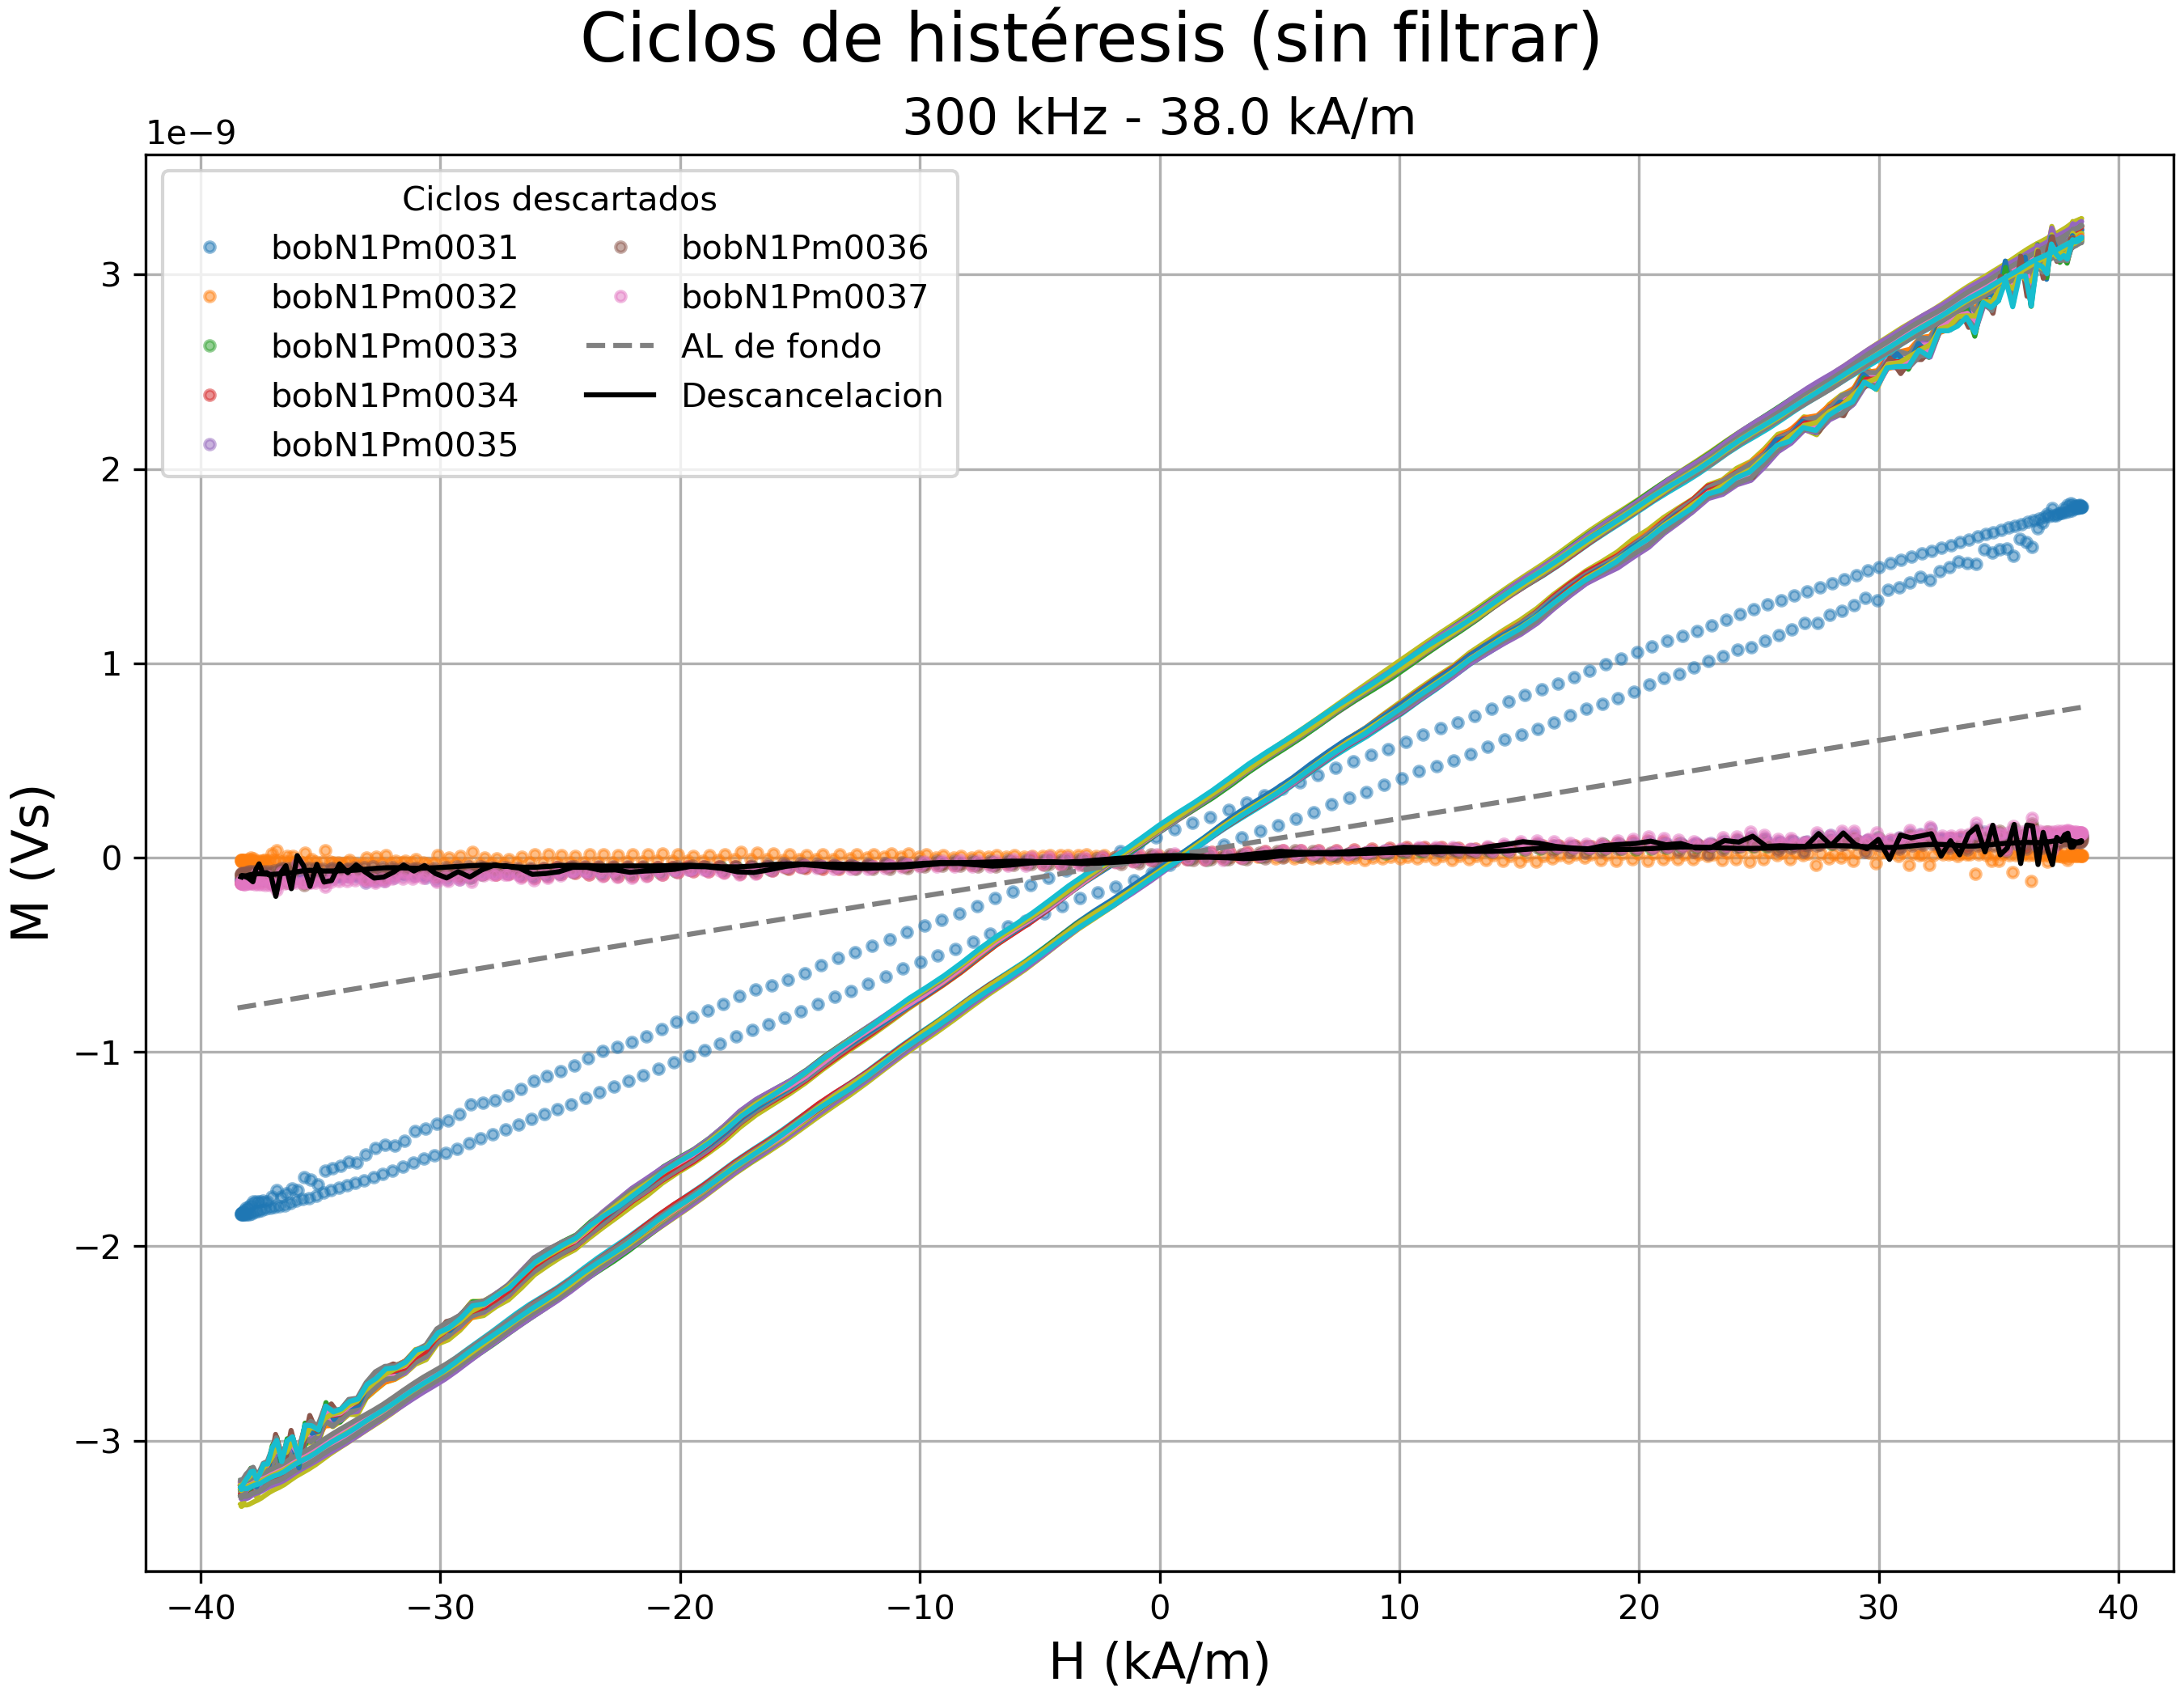 Ciclos de histéresis (sin filtrar)
300 kHz - 38.0 kA/m
1e−9
Ciclos descartados
bobN1Pm0031
bobN1Pm0032
bobN1Pm0033
bobN1Pm0034
bobN1Pm0035
bobN1Pm0036
bobN1Pm0037
AL de fondo
Descancelacion
3
2
1
0
−1
−2
−3
M (Vs)
−40
−30
−20
−10
0
10
20
30
40
H (kA/m)